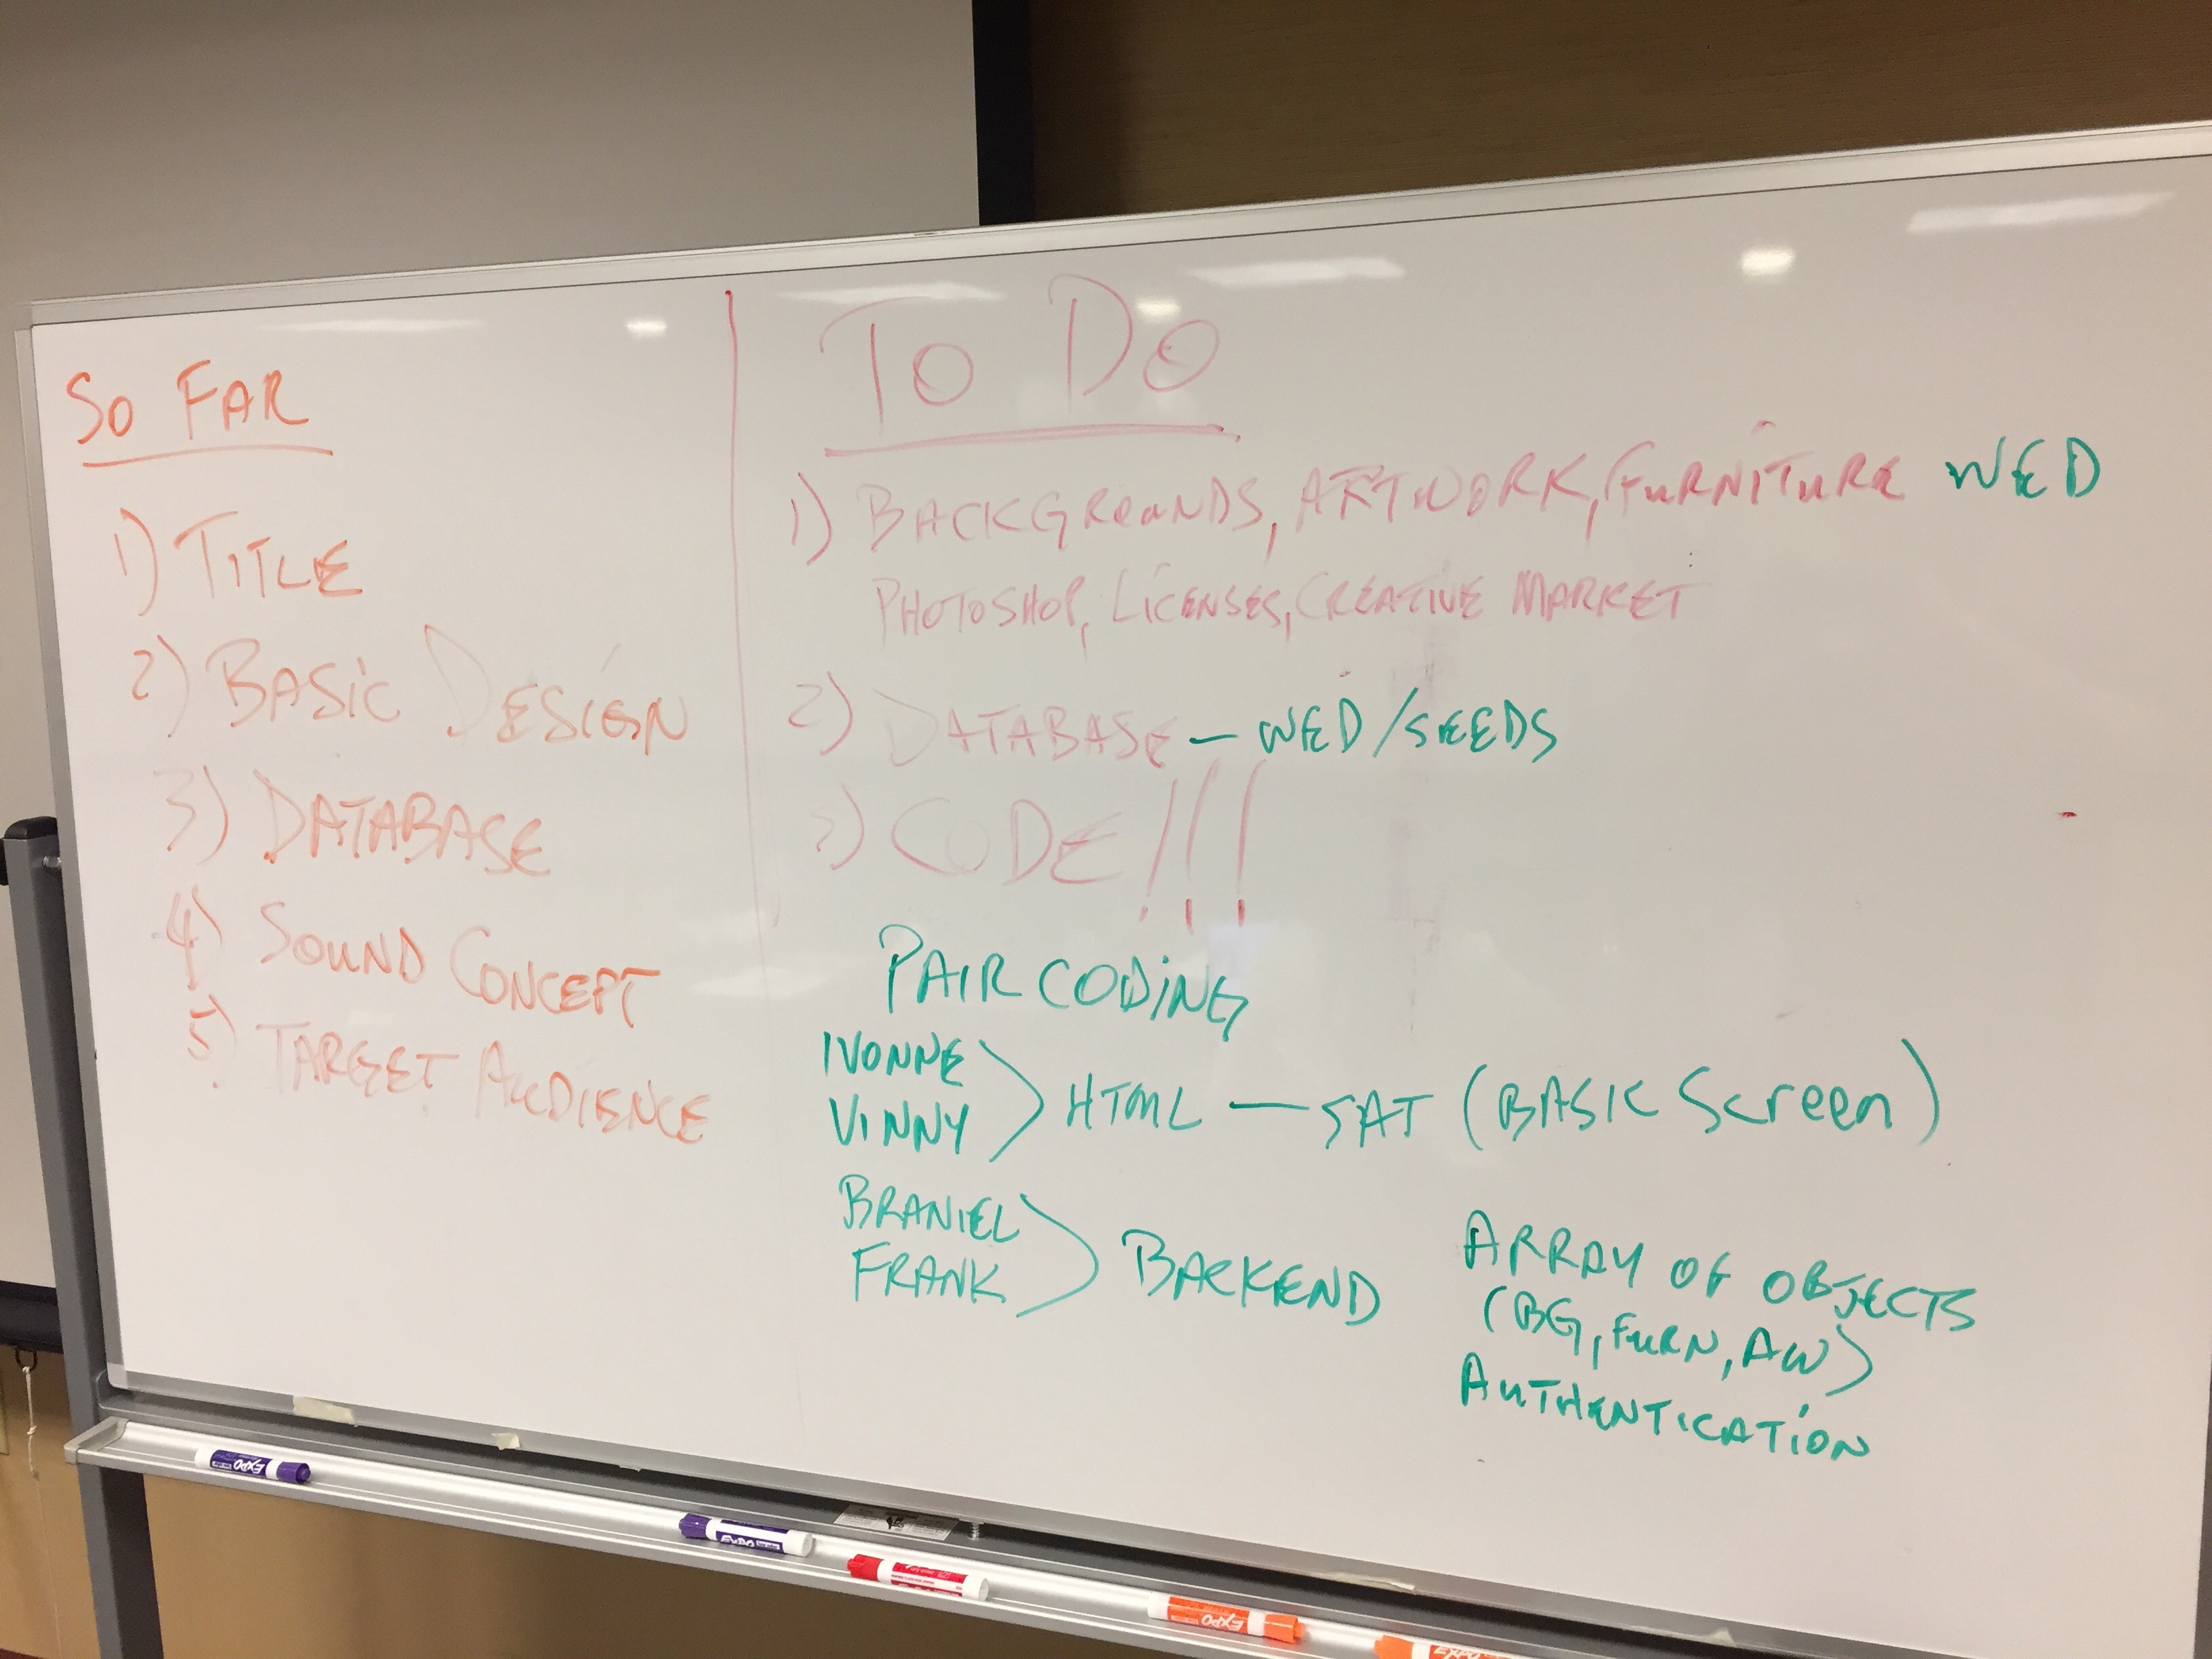 SO FAR
1) TITLE
2) BASIC DESIGN
3) DATABASE
4) SOUND CONCEPT
5) TARGET AUDIENCE
TO DO
1) BACKGROUNDS, ARTWORK, FURNITURE WED
PHOTOSHOP, LICENSES, CREATIVE MARKET
2) DATABASE — WED/SEEDS
3) CODE!!!
PAIR CODING
IVONNE
VINNY
HTML — SAT (BASIC Screen)
BRANIEL
FRANK
BACKEND
ARRAY OF OBJECTS
(BG, FURN, AW)
AUTHENTICATION
EXPO
EXPO
EXPO
EXPO